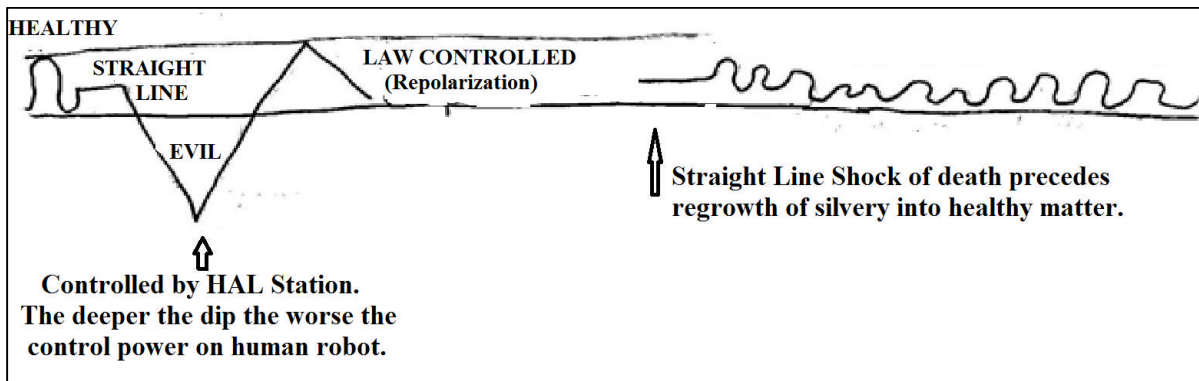 HEALTHY
STRAIGHT
LINE
EVIL
LAW CONTROLLED
(Repolarization)
Straight Line Shock of death precedes
regrowth of silvery into healthy matter.
Controlled by HAL Station.
The deeper the dip the worse the
control power on human robot.